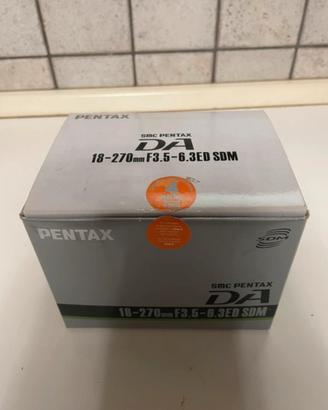 PENTAX
SMC PENTAX
DA
18-270mm F3.5-6.3ED SDM
4
PENTAX
SDM
SMC PENTAX
DA
18-270mm F3.5-6.3ED SDM